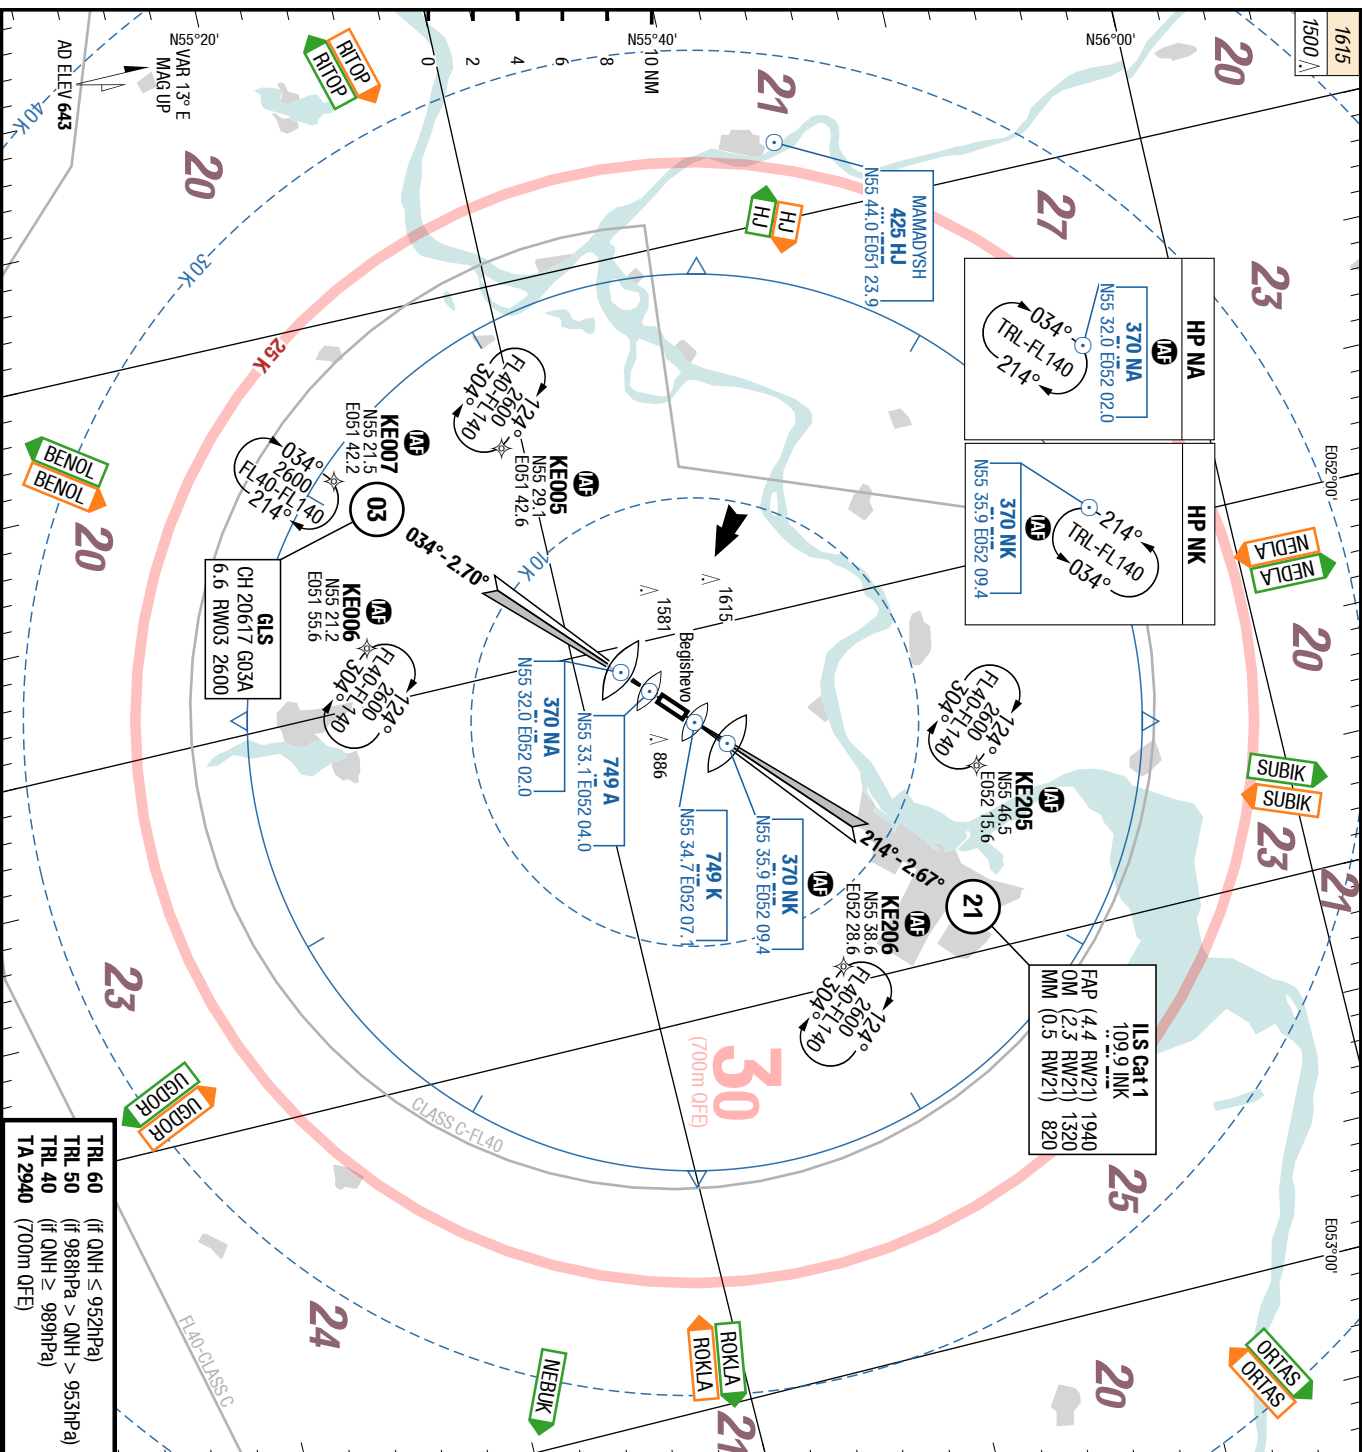 1615
1500
N56°00'
N55°40'
N55°20'
E052°00'
E053°00'
0
2
4
6
8
10 NM
VAR 13° E
MAG UP
AD ELEV 643
RITOP
RITOP
20
20
21
27
23
20
23
21
20
23
24
25
20
21
20
40 K
30 K
25 K
10 K
MAMADYSH
425 HJ
N55 44.0 E051 23.9
HJ
HJ
HP NA
IAF
370 NA
N55 32.0 E052 02.0
034°
TRL-FL140
214°
HP NK
214°
TRL-FL140
034°
IAF
370 NK
N55 35.9 E052 09.4
NEDLA
NEDLA
SUBIK
SUBIK
BENOL
BENOL
IAF
KE005
N55 29.1
E051 42.6
124°
2600
FL40-FL140
304°
IAF
KE007
N55 21.5
E051 42.2
034°
2600
FL40-FL140
214°
03
034°-2.70°
GLS
CH 20617 G03A
6.6 RW03 2600
IAF
KE006
N55 21.2
E051 55.6
124°
2600
FL40-FL140
304°
1615
1581
Begishevo
886
370 NA
N55 32.0 E052 02.0
749 A
N55 33.1 E052 04.0
749 K
N55 34.7 E052 07.1
IAF
370 NK
N55 35.9 E052 09.4
214°-2.67°
21
IAF
KE205
N55 46.5
E052 15.6
124°
2600
FL40-FL140
304°
IAF
KE206
N55 38.6
E052 28.6
124°
2600
FL40-FL140
304°
ILS Cat 1
109.9 INK
FAP (4.4 RW21) 1940
OM (2.3 RW21) 1320
MM (0.5 RW21) 820
30
(700m QFE)
CLASS C-FL40
FL40-CLASS C
UGDOR
UGDOR
NEBUK
ROKLA
ROKLA
ORTAS
ORTAS
TRL 60 (if QNH ≤ 952hPa)
TRL 50 (if 988hPa > QNH > 953hPa)
TRL 40 (if QNH ≥ 989hPa)
TA 2940 (700m QFE)